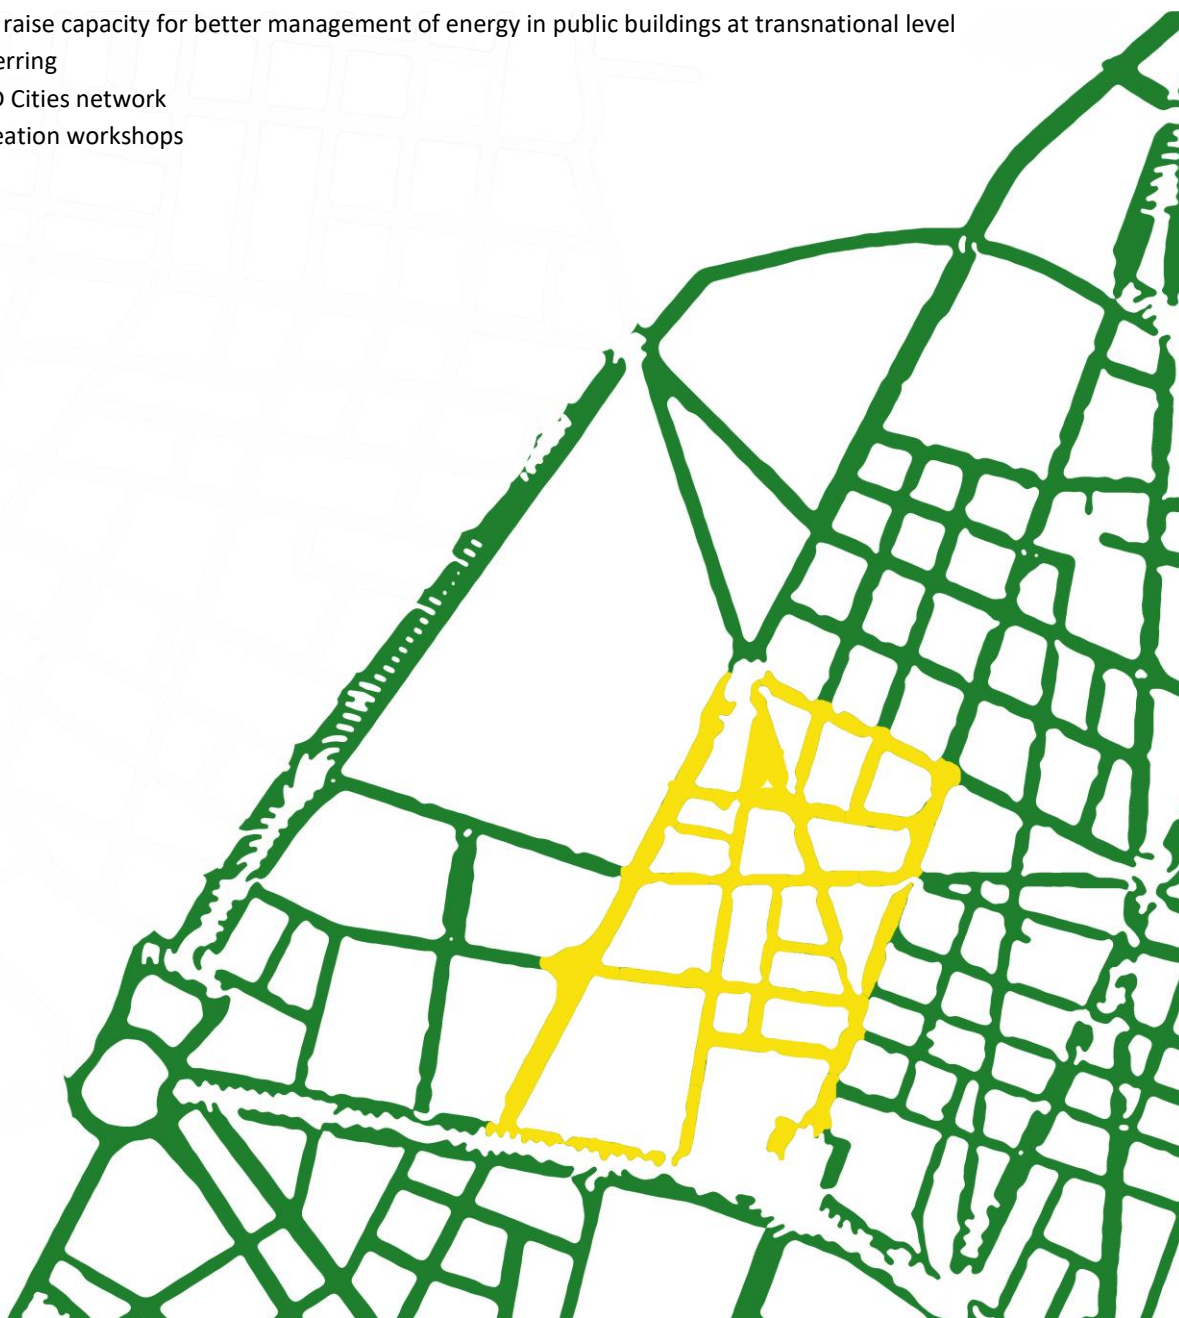 raise capacity for better management of energy in public buildings at transnational level
erring
Cities network
eation workshops